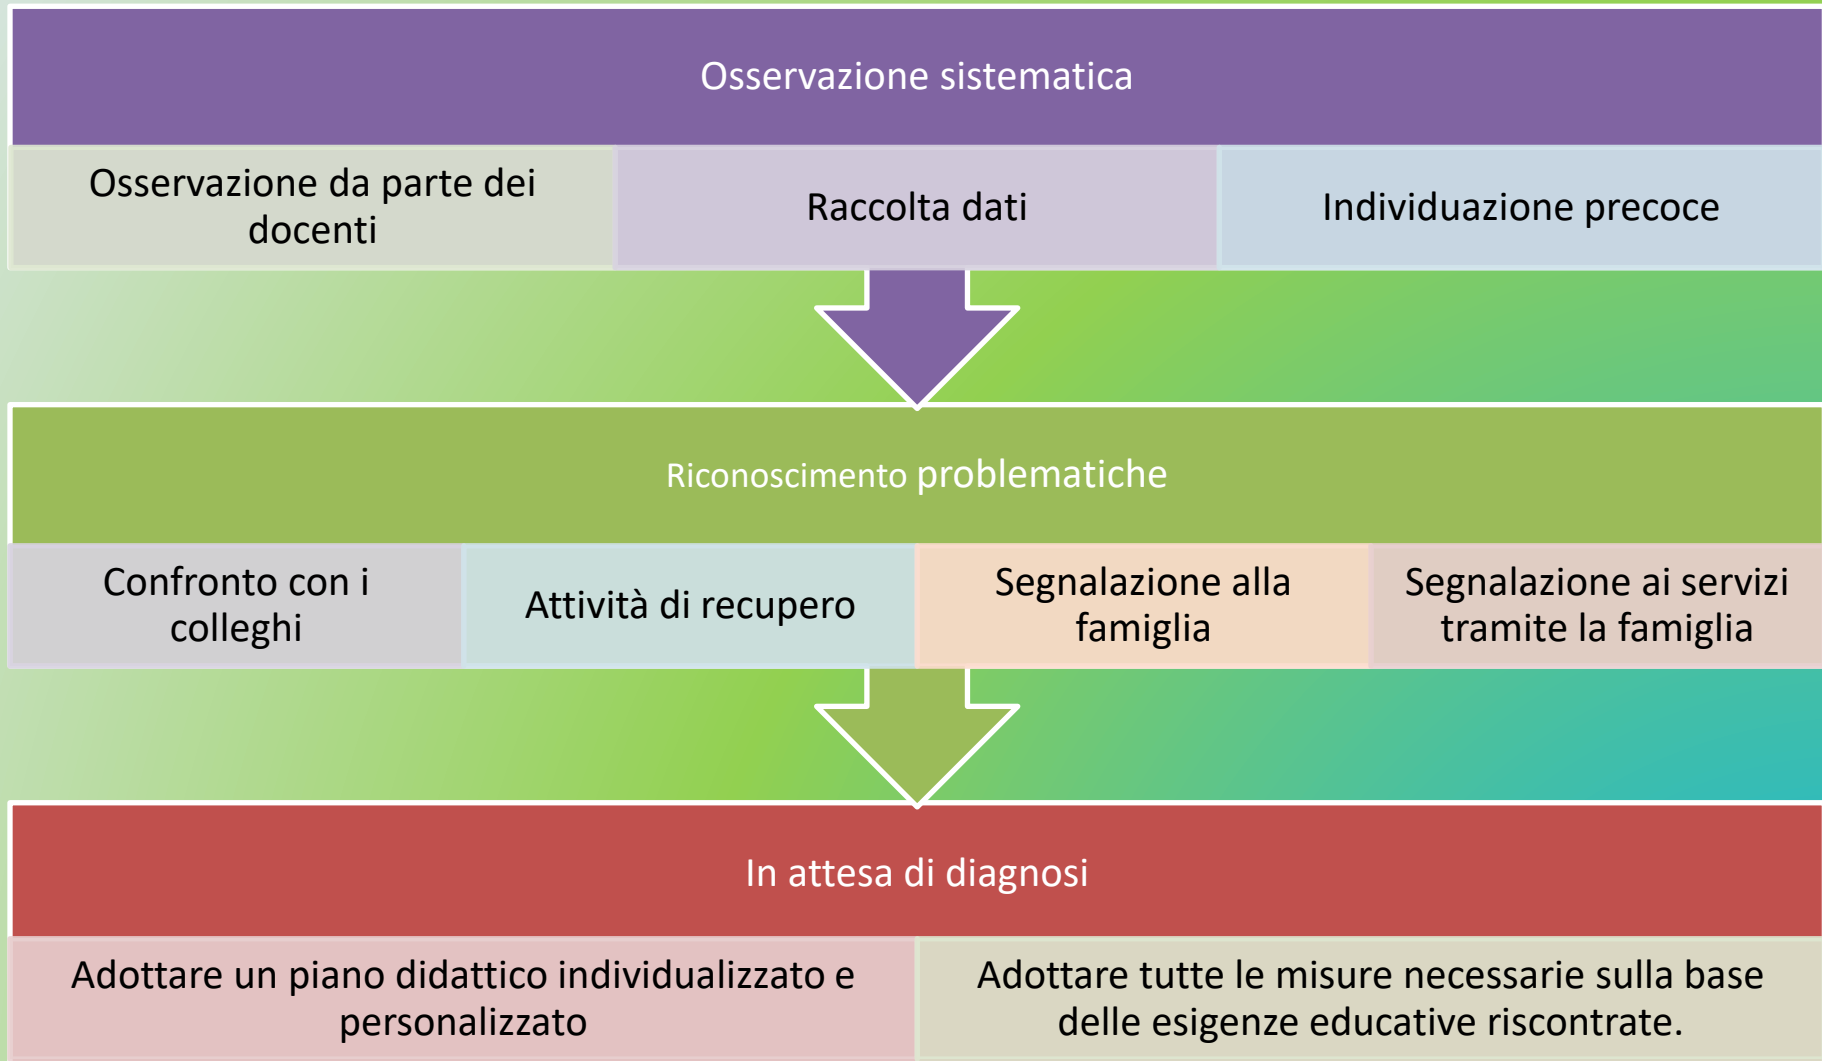 Osservazione sistematica
Osservazione da parte dei
docenti
Raccolta dati
Individuazione precoce
Riconoscimento problematiche
Confronto con i
colleghi
Attività di recupero
Segnalazione alla
famiglia
Segnalazione ai servizi
tramite la famiglia
In attesa di diagnosi
Adottare un piano didattico individualizzato e
personalizzato
Adottare tutte le misure necessarie sulla base
delle esigenze educative riscontrate.